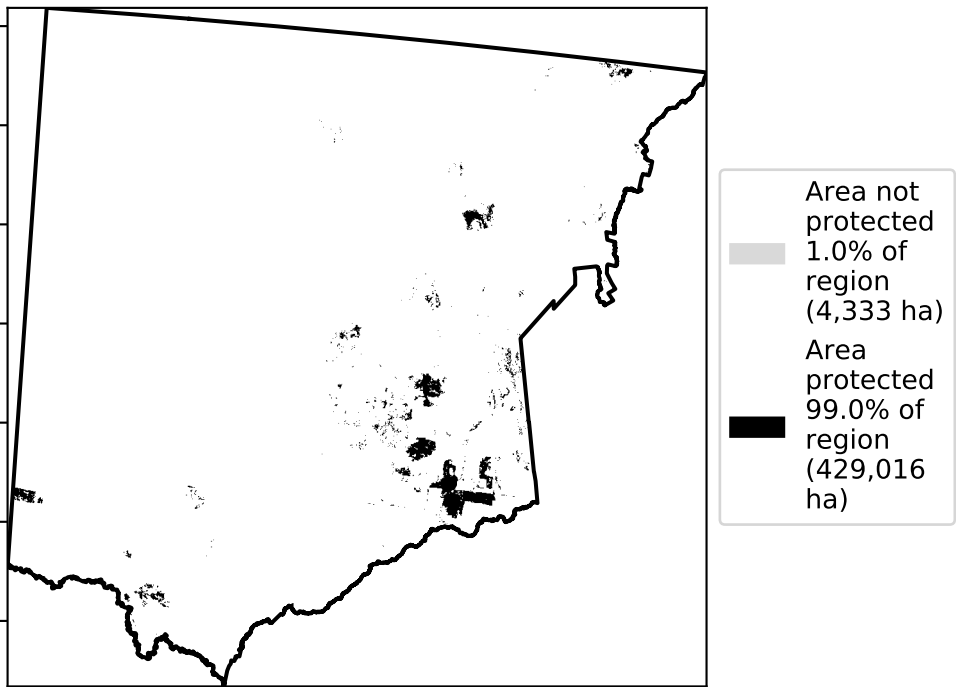 Area not
protected
1.0% of
region
(4,333 ha)
Area
protected
99.0% of
region
(429,016
ha)